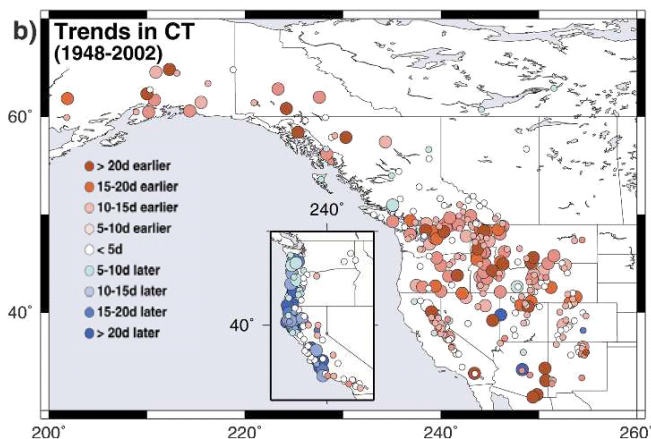 b) Trends in CT
(1948-2002)
60°
> 20d earlier
15-20d earlier
10-15d earlier
5-10d earlier
< 5d
5-10d later
10-15d later
15-20d later
> 20d later
240°
40°
40°
200°
220°
240°
260°